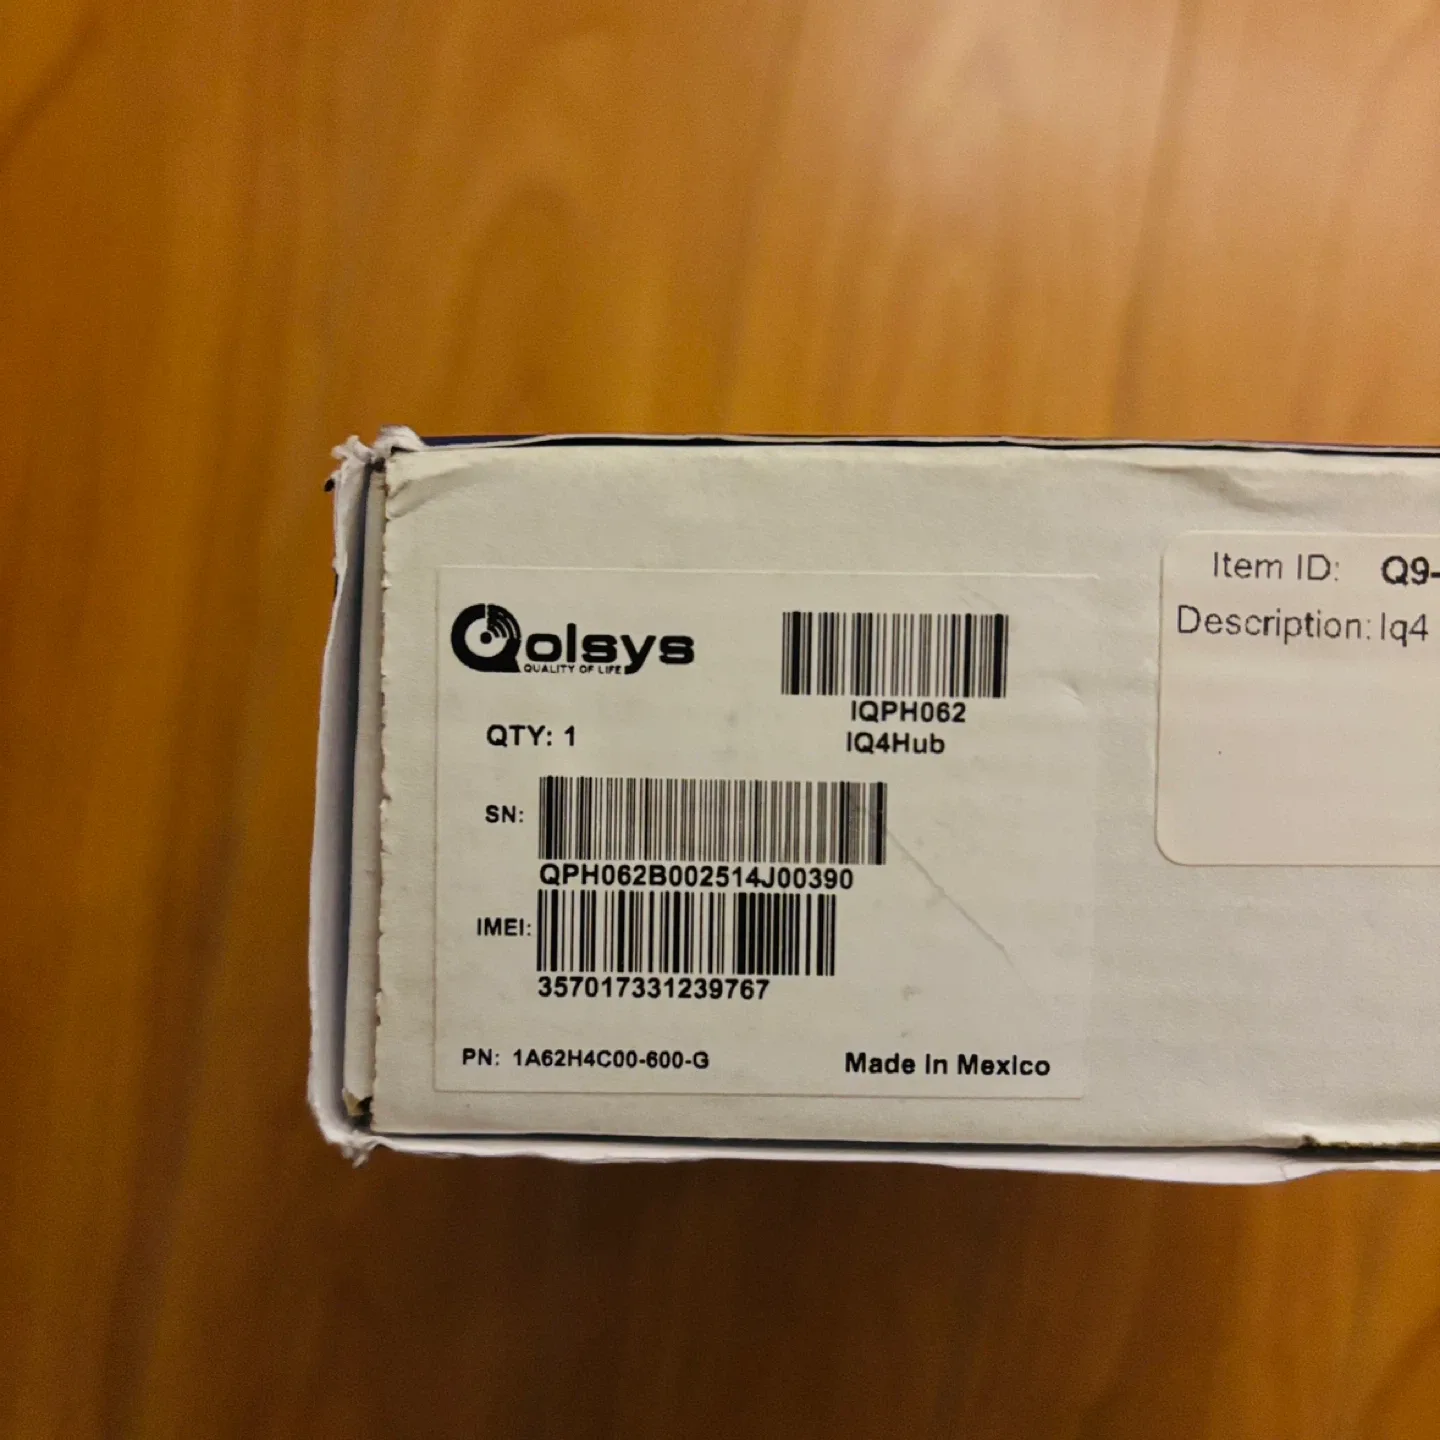 Qolsys
QUALITY OF LIFE
IQPH062
IQ4Hub
QTY: 1
SN:
QPH062B002514J00390
IMEI:
357017331239767
PN: 1A62H4C00-600-G
Made In Mexico
Item ID: Q9-
Description: Iq4